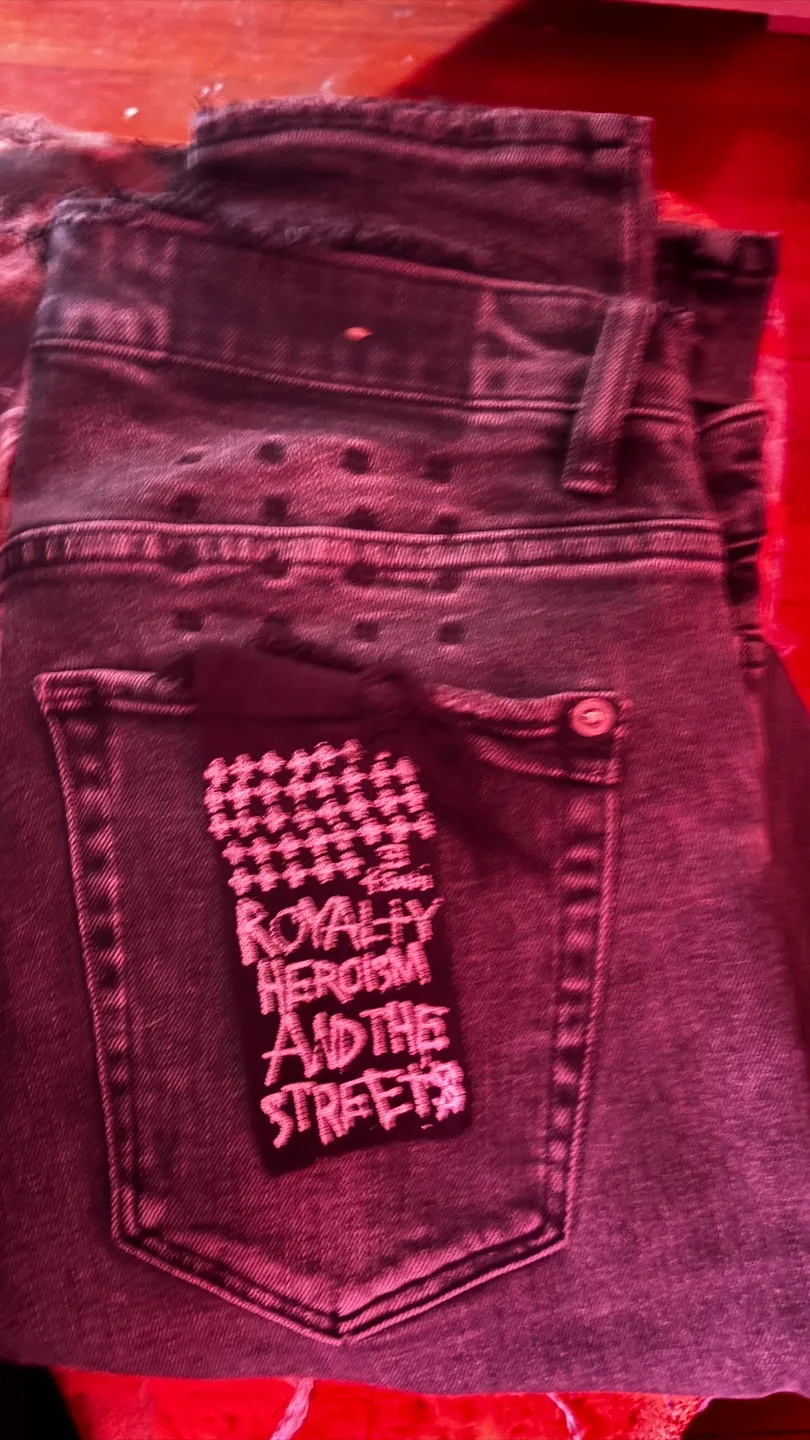 ROYALTY
HEROISM
AND THE
STREETS